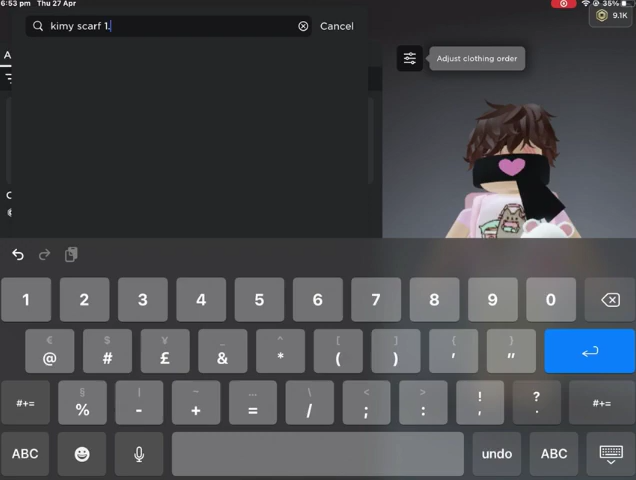 6:53 pm Thu 27 Apr
35%
kimy scarf 1.
Cancel
9.1K
Adjust clothing order
1 2 3 4 5 6 7 8 9 0
€ $ ¥ _ ^ [ ] { }
@ # £ & * ( ) ' "
§ | ~ … \ < > ! ?
#+= % - + = / ; : , . #+=
ABC undo ABC